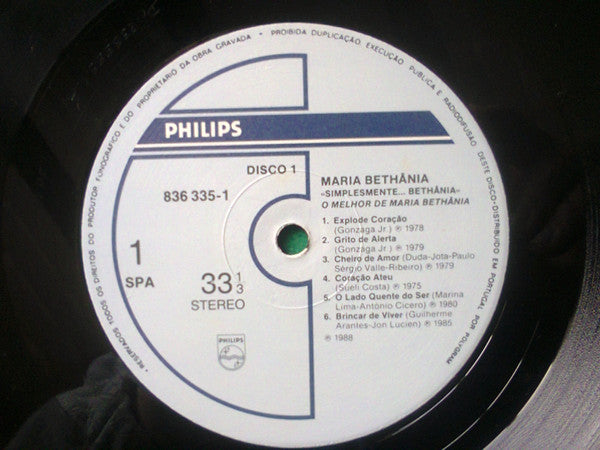 • RESERVADOS TODOS OS DIREITOS DO PRODUTOR FONOGRÁFICO E DO PROPRIETÁRIO DA OBRA GRAVADA • PROIBIDA DUPLICAÇÃO EXECUÇÃO PUBLICA E RADIODIFUSÃO DESTE DISCO-DISTRIBUIDO EM PORTUGAL POR POLYGRAM
PHILIPS
DISCO 1
836 335-1
1
SPA
33 1/3
STEREO
PHILIPS
MARIA BETHÂNIA
«SIMPLESMENTE... BETHÂNIA»
O MELHOR DE MARIA BETHÂNIA
1. Explode Coração
(Gonzaga Jr.) ℗ 1978
2. Grito de Alerta
(Gonzaga Jr.) ℗ 1979
3. Cheiro de Amor (Duda-Jota-Paulo
Sérgio Valle-Ribeiro) ℗ 1979
4. Coração Ateu
(Sueli Costa) ℗ 1975
5. O Lado Quente do Ser (Marina
Lima-Antonio Cicero) ℗ 1980
6. Brincar de Viver (Guilherme
Arantes-Jon Lucien) ℗ 1985
℗ 1988